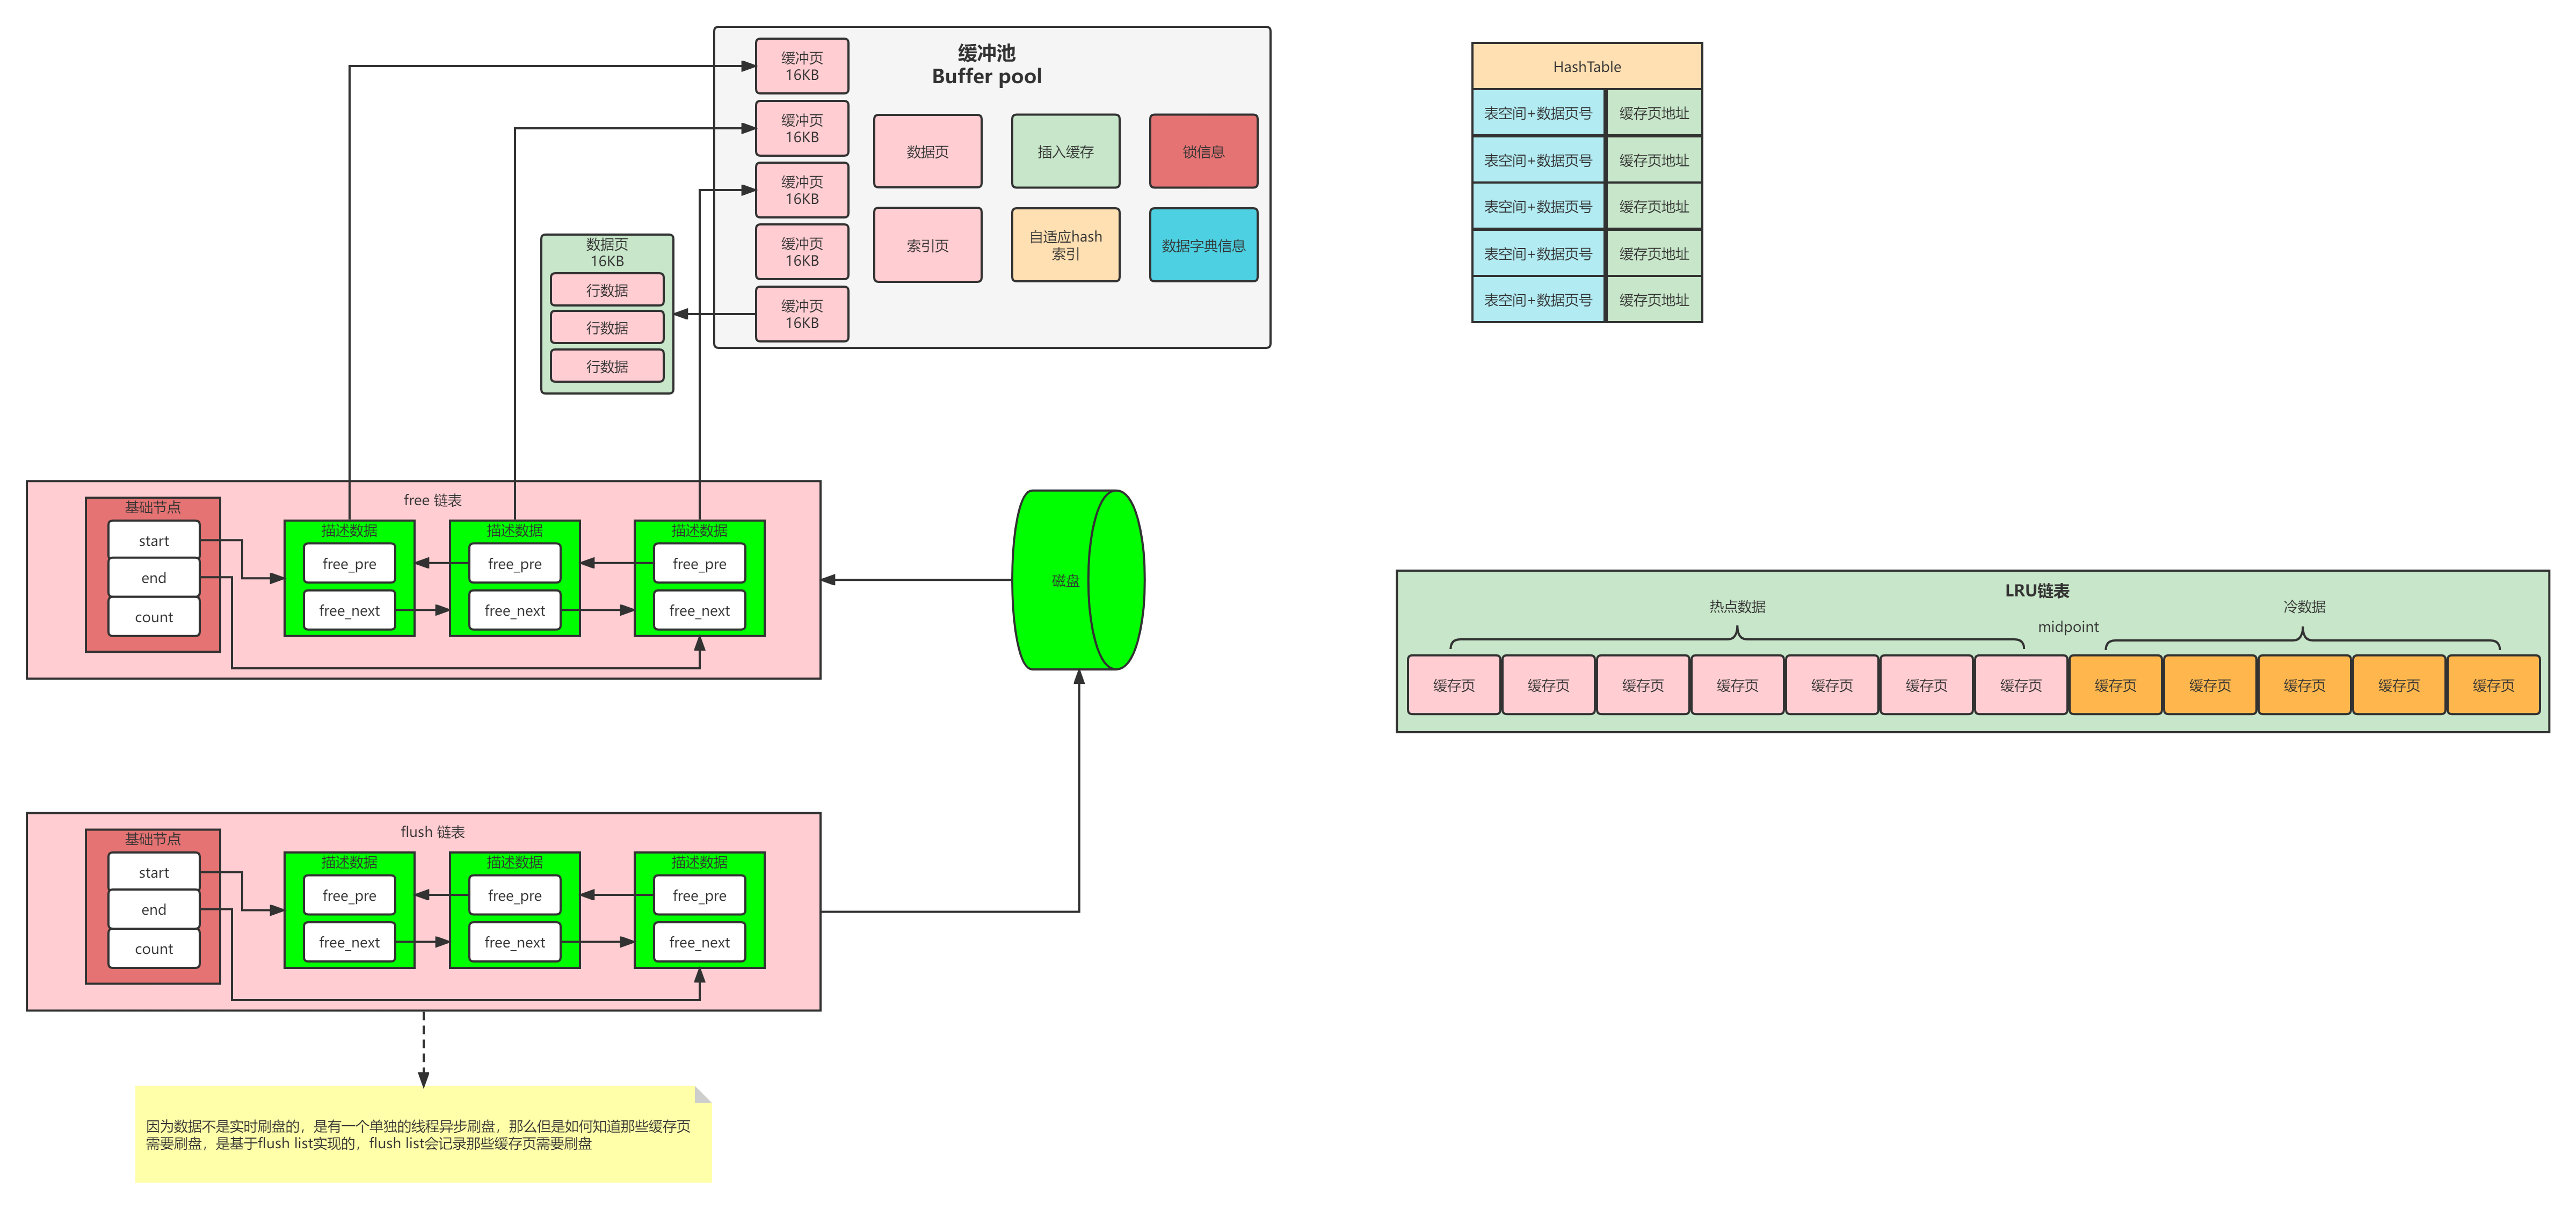 缓冲池
Buffer pool
缓冲页
16KB
缓冲页
16KB
缓冲页
16KB
缓冲页
16KB
缓冲页
16KB
数据页
插入缓存
锁信息
索引页
自适应hash
索引
数据字典信息
数据页
16KB
行数据
行数据
行数据
HashTable
表空间+数据页号
缓存页地址
表空间+数据页号
缓存页地址
表空间+数据页号
缓存页地址
表空间+数据页号
缓存页地址
表空间+数据页号
缓存页地址
free 链表
基础节点
start
end
count
描述数据
free_pre
free_next
描述数据
free_pre
free_next
描述数据
free_pre
free_next
磁盘
LRU链表
热点数据
midpoint
冷数据
缓存页
缓存页
缓存页
缓存页
缓存页
缓存页
缓存页
缓存页
缓存页
缓存页
缓存页
缓存页
flush 链表
基础节点
start
end
count
描述数据
free_pre
free_next
描述数据
free_pre
free_next
描述数据
free_pre
free_next
因为数据不是实时刷盘的，是有一个单独的线程异步刷盘，那么但是如何知道那些缓存页
需要刷盘，是基于flush list实现的，flush list会记录那些缓存页需要刷盘